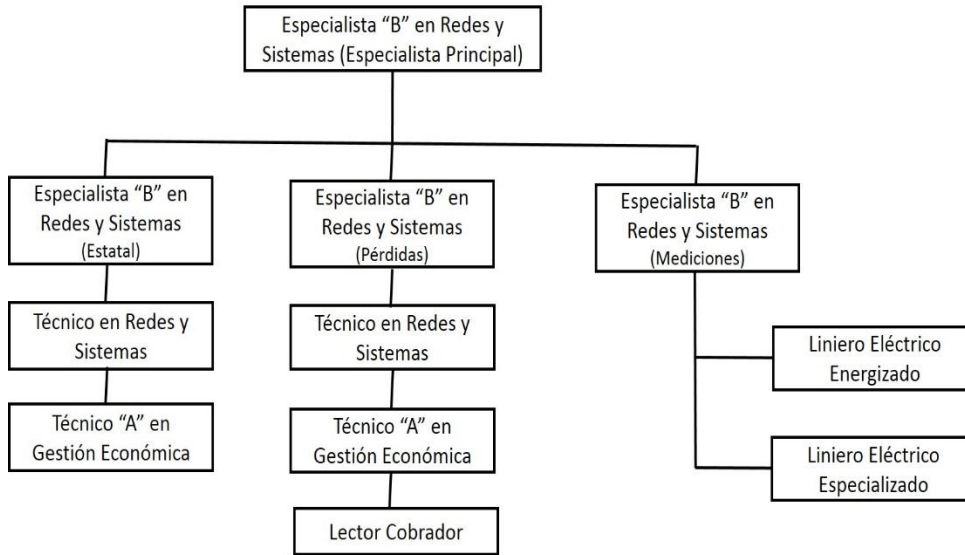 Especialista “B” en Redes y
Sistemas (Especialista Principal)
Especialista “B” en
Redes y Sistemas
(Estatal)
Especialista “B” en
Redes y Sistemas
(Pérdidas)
Especialista “B” en
Redes y Sistemas
(Mediciones)
Técnico en Redes y
Sistemas
Técnico en Redes y
Sistemas
Liniero Eléctrico
Energizado
Técnico “A” en
Gestión Económica
Técnico “A” en
Gestión Económica
Liniero Eléctrico
Especializado
Lector Cobrador